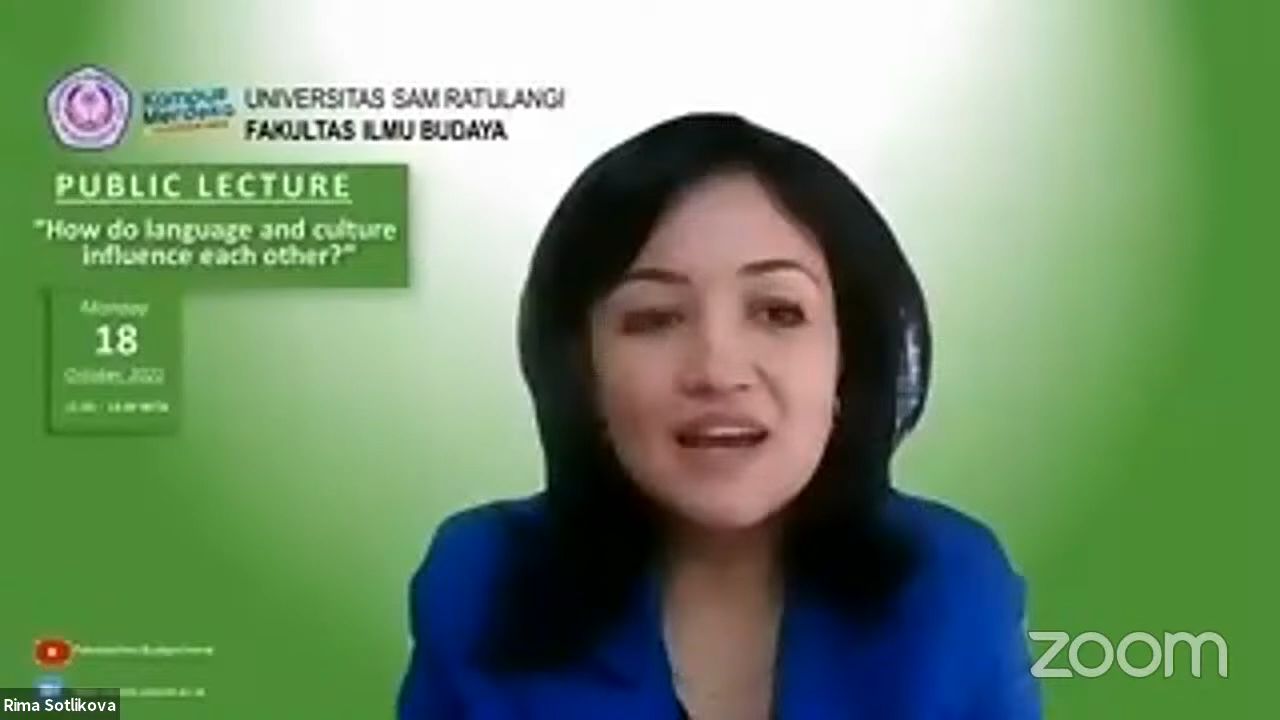 Kampus
Merdeka
UNIVERSITAS SAM RATULANGI
FAKULTAS ILMU BUDAYA
PUBLIC LECTURE
“How do language and culture
influence each other?”
Monday
18
October, 2021
zoom
Rima Sotlikova